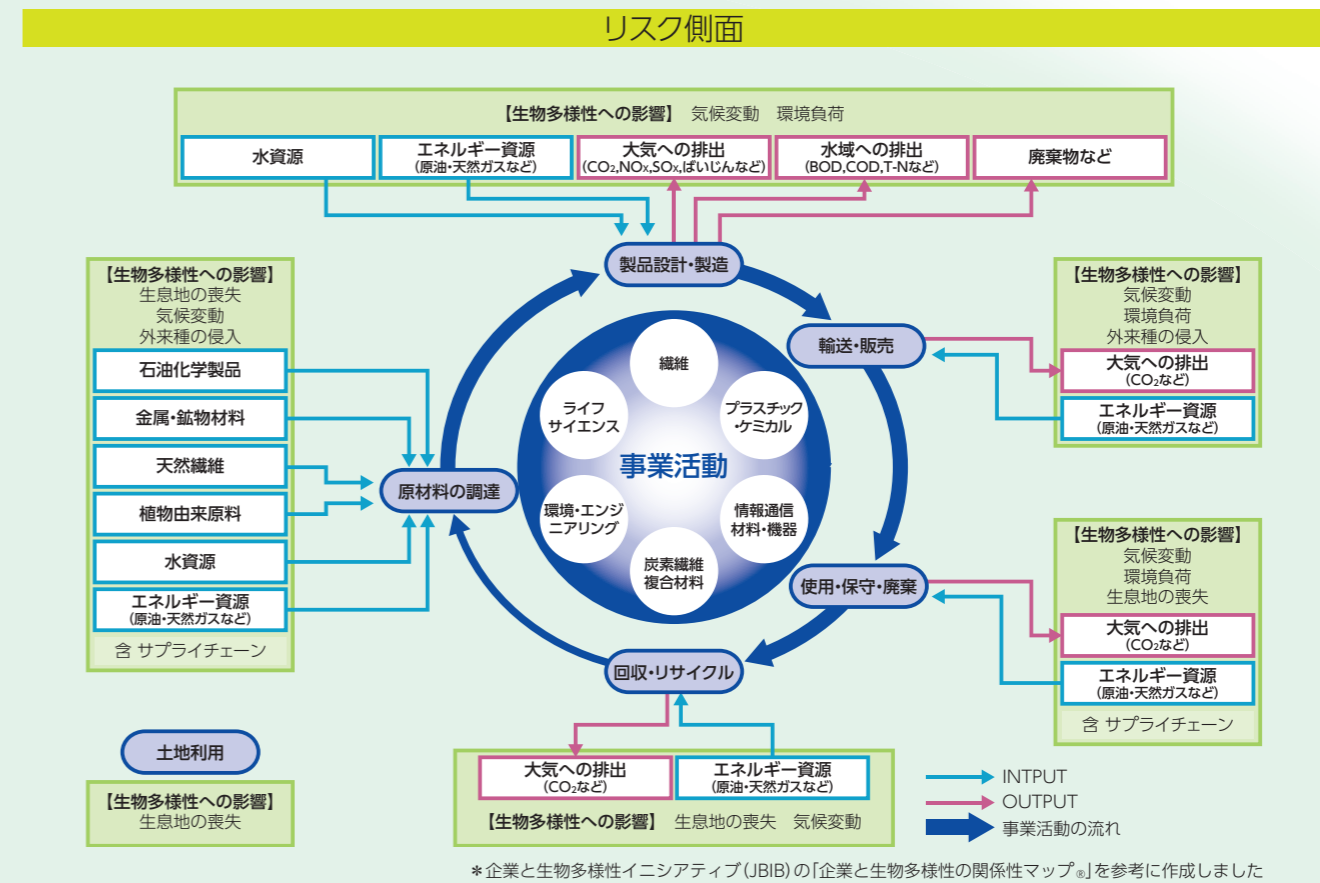 リスク側面
【生物多様性への影響】 気候変動 環境負荷
水資源
エネルギー資源
(原油・天然ガスなど)
大気への排出
(CO₂,NOx,SOx,ばいじんなど)
水域への排出
(BOD,COD,T-Nなど)
廃棄物など
製品設計・製造
【生物多様性への影響】
生息地の喪失
気候変動
外来種の侵入
石油化学製品
金属・鉱物材料
天然繊維
植物由来原料
水資源
エネルギー資源
(原油・天然ガスなど)
含 サプライチェーン
原材料の調達
事業活動
繊維
プラスチック
・ケミカル
情報通信
材料・機器
炭素繊維
複合材料
環境・エンジ
ニアリング
ライフ
サイエンス
輸送・販売
【生物多様性への影響】
気候変動
環境負荷
外来種の侵入
大気への排出
(CO₂など)
エネルギー資源
(原油・天然ガスなど)
使用・保守・廃棄
【生物多様性への影響】
気候変動
環境負荷
生息地の喪失
大気への排出
(CO₂など)
エネルギー資源
(原油・天然ガスなど)
含 サプライチェーン
回収・リサイクル
大気への排出
(CO₂など)
エネルギー資源
(原油・天然ガスなど)
【生物多様性への影響】 生息地の喪失 気候変動
土地利用
【生物多様性への影響】
生息地の喪失
INTPUT
OUTPUT
事業活動の流れ
＊企業と生物多様性イニシアティブ(JBIB)の「企業と生物多様性の関係性マップ®」を参考に作成しました